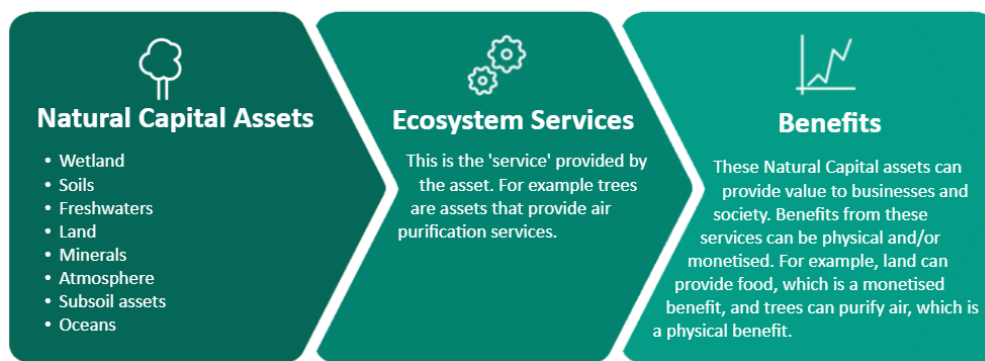 Natural Capital Assets
• Wetland
• Soils
• Freshwaters
• Land
• Minerals
• Atmosphere
• Subsoil assets
• Oceans
Ecosystem Services
This is the 'service' provided by
the asset. For example trees
are assets that provide air
purification services.
Benefits
These Natural Capital assets can
provide value to businesses and
society. Benefits from these
services can be physical and/or
monetised. For example, land can
provide food, which is a monetised
benefit, and trees can purify air, which is
a physical benefit.